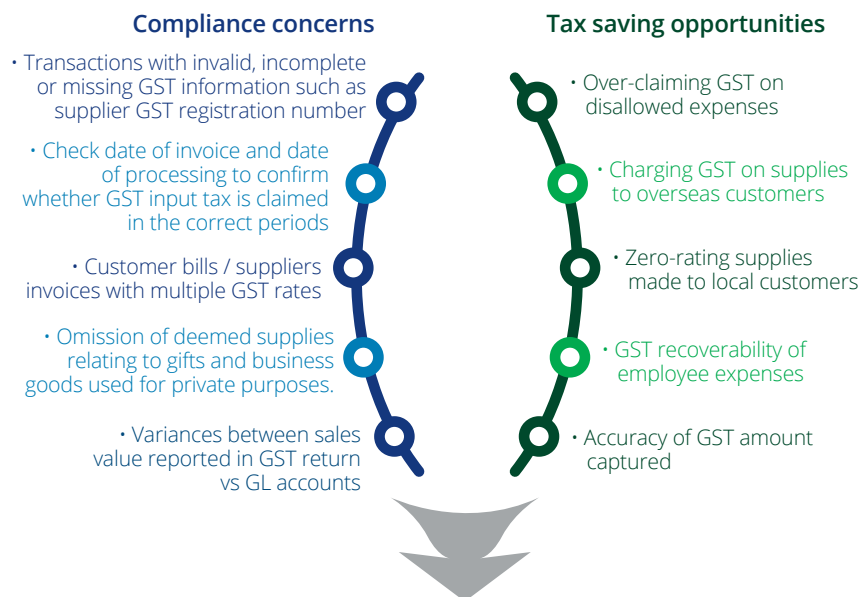 Compliance concerns
• Transactions with invalid, incomplete
or missing GST information such as
supplier GST registration number
• Check date of invoice and date
of processing to confirm
whether GST input tax is claimed
in the correct periods
• Customer bills / suppliers
invoices with multiple GST rates
• Omission of deemed supplies
relating to gifts and business
goods used for private purposes.
• Variances between sales
value reported in GST return
vs GL accounts
Tax saving opportunities
• Over-claiming GST on
disallowed expenses
• Charging GST on supplies
to overseas customers
• Zero-rating supplies
made to local customers
• GST recoverability of
employee expenses
• Accuracy of GST amount
captured